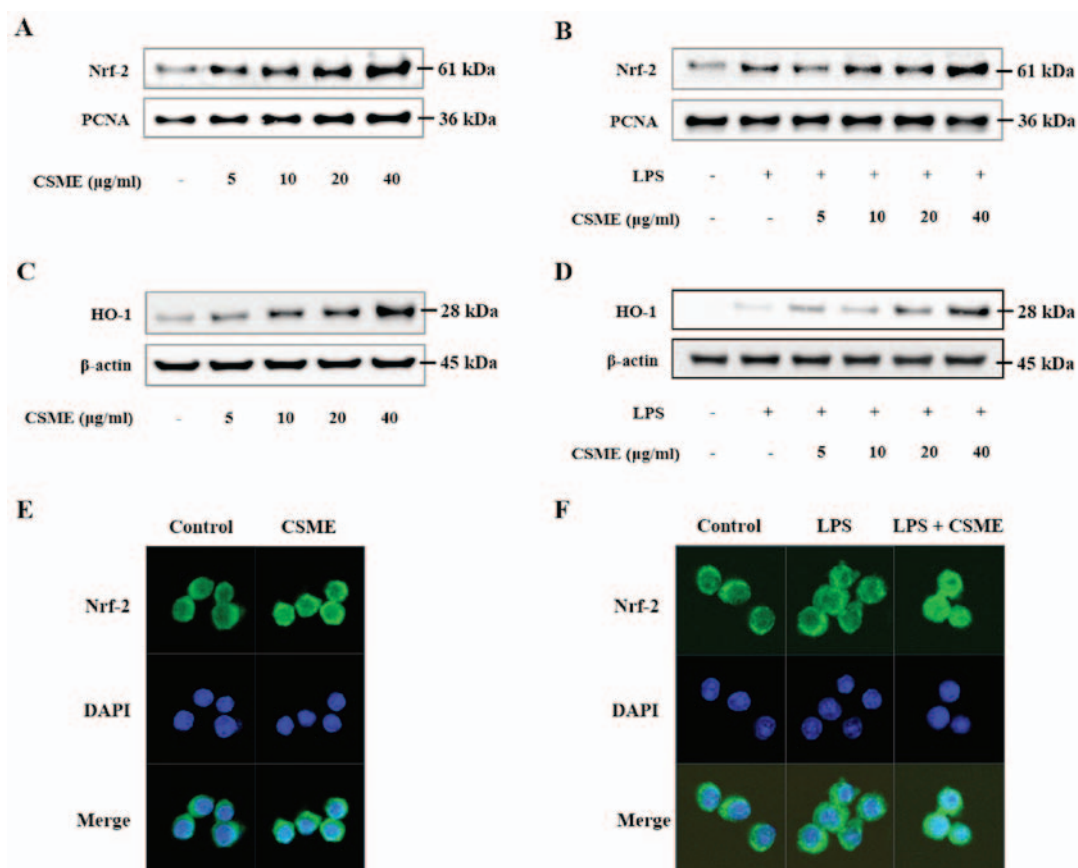 A
Nrf-2
61 kDa
PCNA
36 kDa
CSME (µg/ml) - 5 10 20 40
B
Nrf-2
61 kDa
PCNA
36 kDa
LPS - + + + + +
CSME (µg/ml) - - 5 10 20 40
C
HO-1
28 kDa
β-actin
45 kDa
CSME (µg/ml) - 5 10 20 40
D
HO-1
28 kDa
β-actin
45 kDa
LPS - + + + + +
CSME (µg/ml) - - 5 10 20 40
E
Control CSME
Nrf-2
DAPI
Merge
F
Control LPS LPS + CSME
Nrf-2
DAPI
Merge